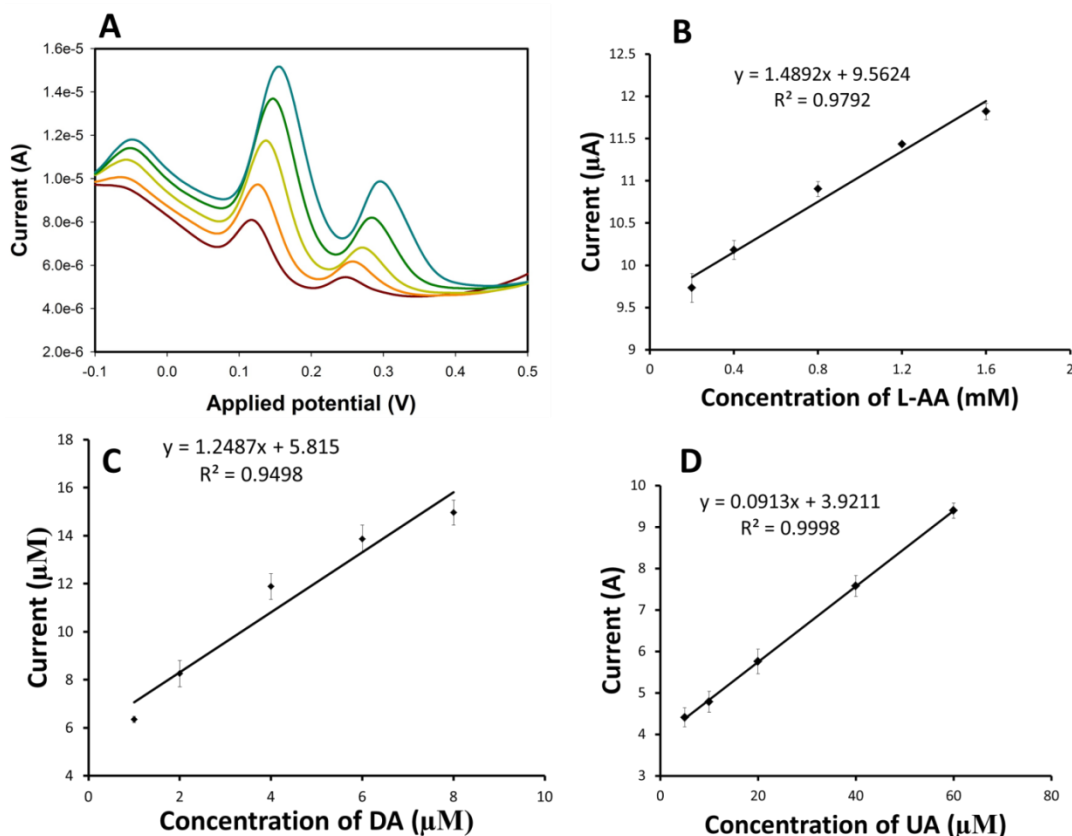 A
1.6e-5
1.4e-5
1.2e-5
1.0e-5
8.0e-6
6.0e-6
4.0e-6
2.0e-6
Current (A)
-0.1 0.0 0.1 0.2 0.3 0.4 0.5
Applied potential (V)
B
y = 1.4892x + 9.5624
R² = 0.9792
12.5
12
11.5
11
10.5
10
9.5
9
Current (μA)
0 0.4 0.8 1.2 1.6 2
Concentration of L-AA (mM)
C
y = 1.2487x + 5.815
R² = 0.9498
18
16
14
12
10
8
6
4
Current (μM)
0 2 4 6 8 10
Concentration of DA (μM)
D
y = 0.0913x + 3.9211
R² = 0.9998
10
9
8
7
6
5
4
3
Current (A)
0 20 40 60 80
Concentration of UA (μM)